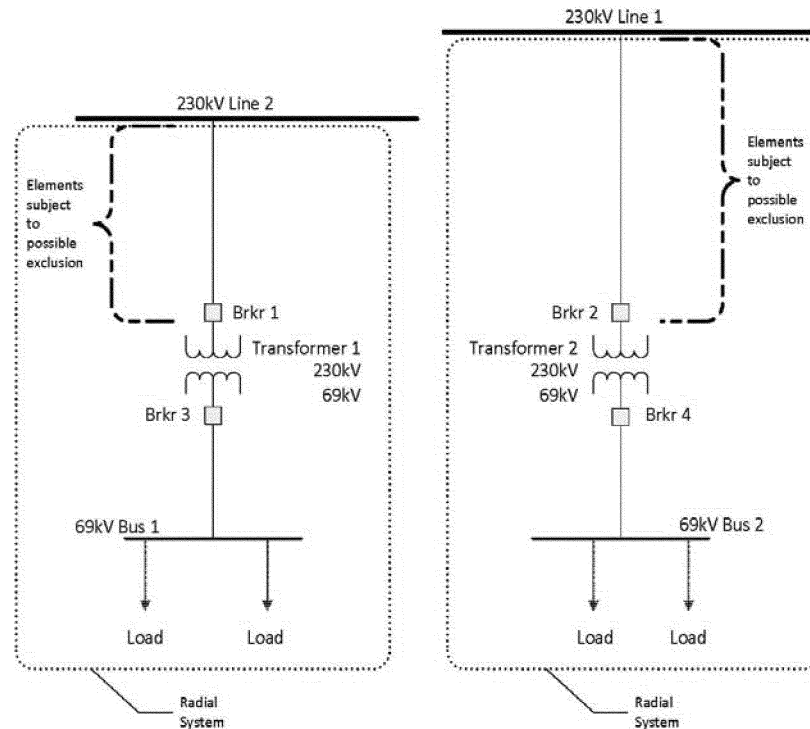 230kV Line 1
230kV Line 2
Elements
subject
to
possible
exclusion
Elements
subject
to
possible
exclusion
Brkr 1
Transformer 1
230kV
69kV
Brkr 3
Brkr 2
Transformer 2
230kV
69kV
Brkr 4
69kV Bus 1
Load
Load
69kV Bus 2
Load
Load
Radial
System
Radial
System